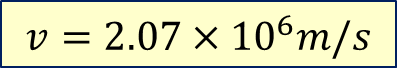 v = 2.07 × 10⁶m/s